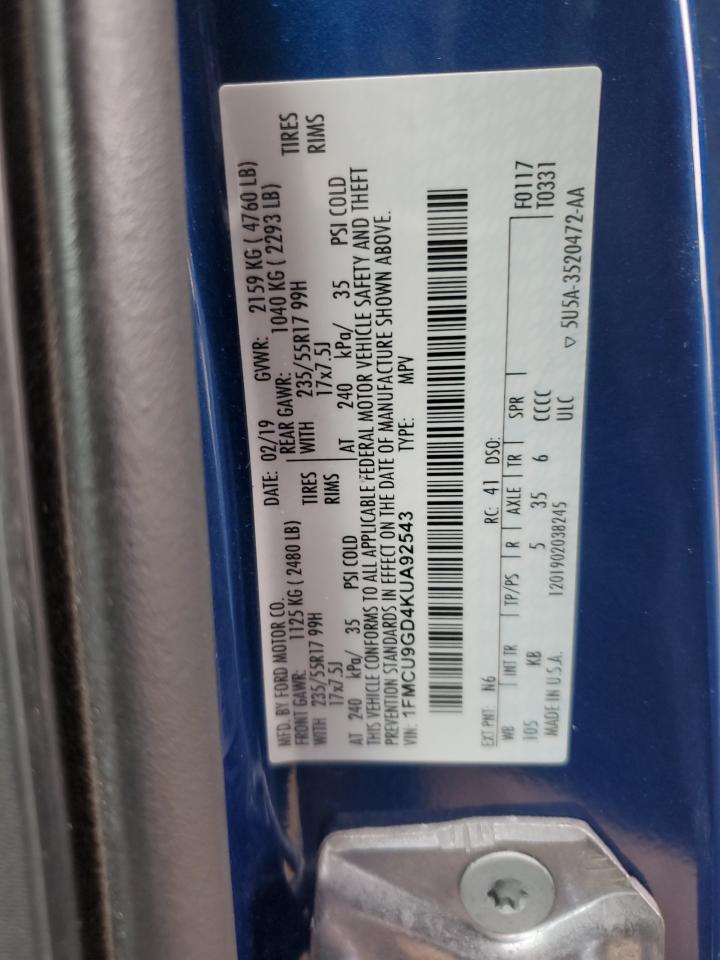 MFD. BY FORD MOTOR CO. DATE: 02/19 GVWR: 2159 KG ( 4760 LB)
FRONT GAWR: 1125 KG ( 2480 LB) REAR GAWR: 1040 KG ( 2293 LB)
WITH 235/55R17 99H TIRES WITH 235/55R17 99H TIRES
17x7.5J RIMS 17x7.5J RIMS
AT 240 kPa/ 35 PSI COLD AT 240 kPa/ 35 PSI COLD
THIS VEHICLE CONFORMS TO ALL APPLICABLE FEDERAL MOTOR VEHICLE SAFETY AND THEFT
PREVENTION STANDARDS IN EFFECT ON THE DATE OF MANUFACTURE SHOWN ABOVE.
VIN: 1FMCU9GD4KUA92543 TYPE: MPV
EXT PNT: N6 RC: 41 DSO:
WB INT TR TP/PS R AXLE TR SPR F0117
105 KB 5 35 6 CCCC T0331
MADE IN U.S.A. 1201902038245 ULC ▽ 5U5A-3520472-AA